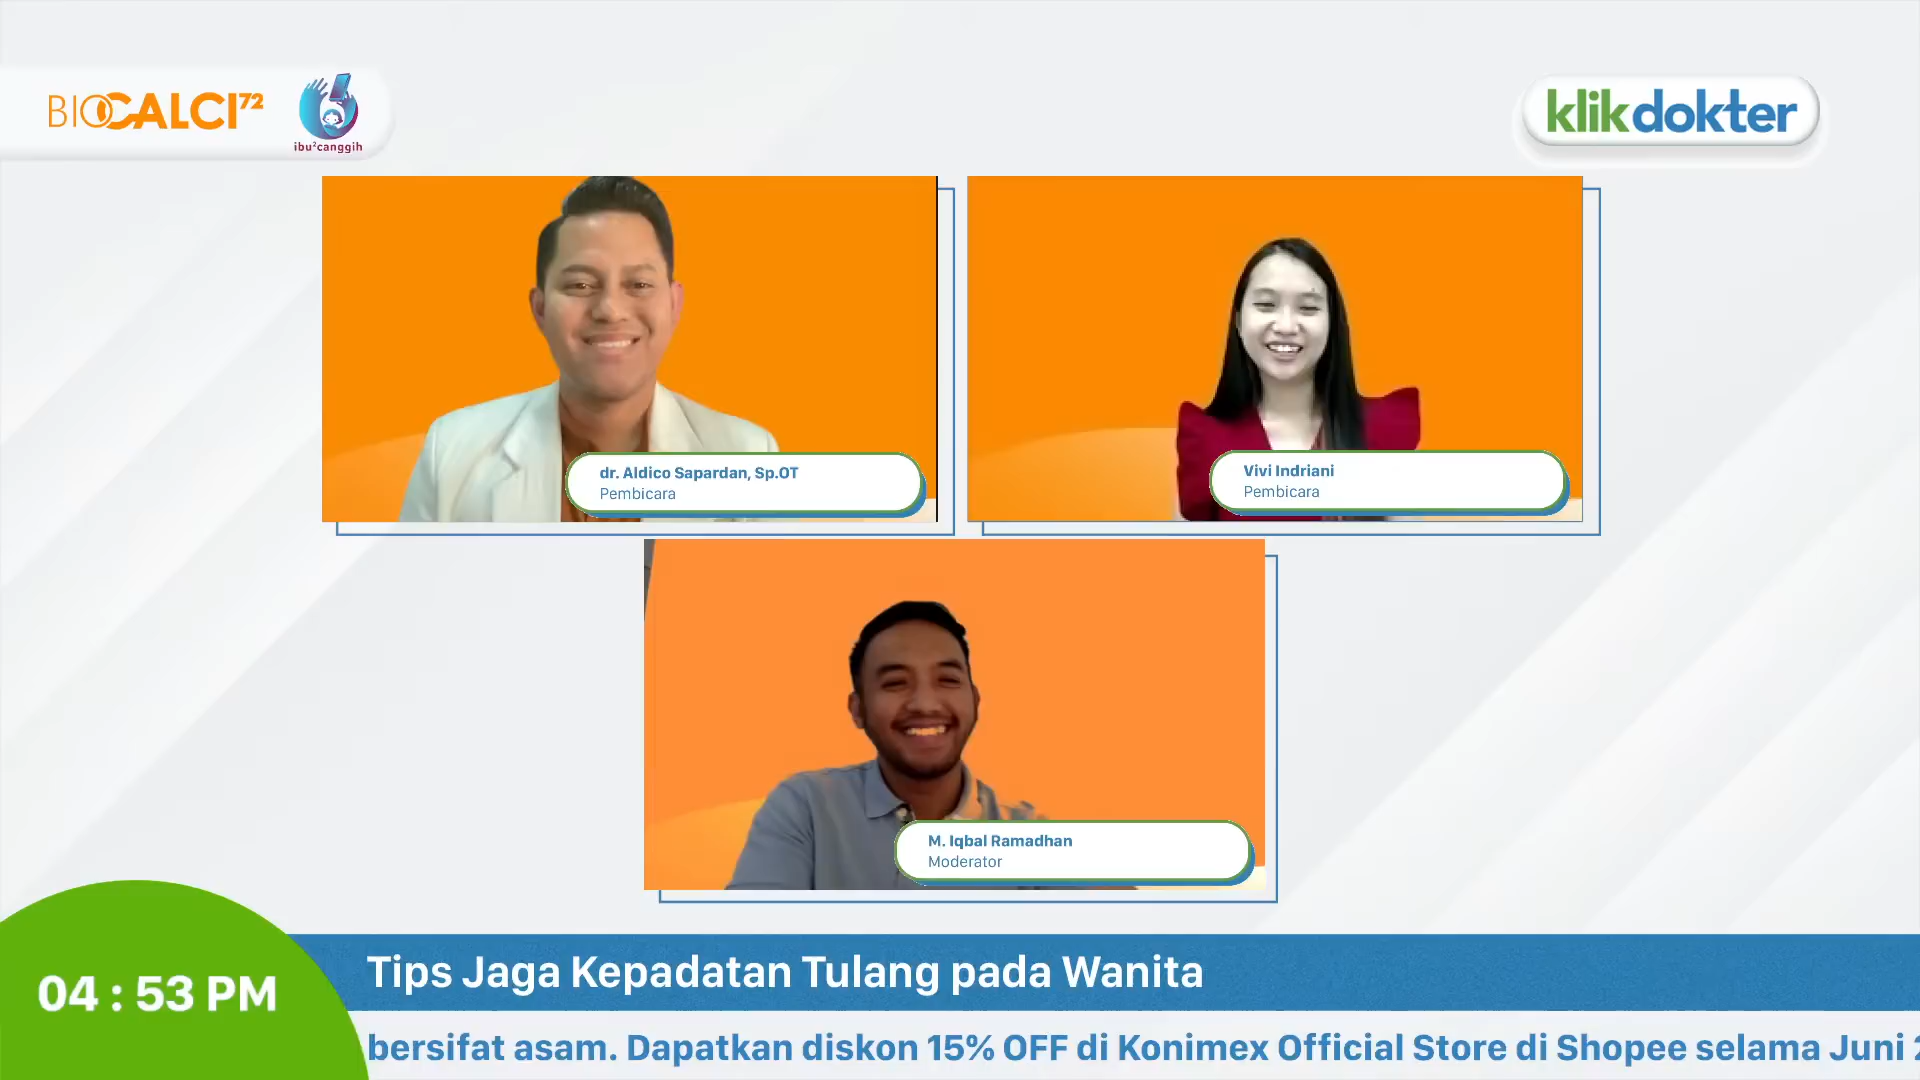 BIOCALCI72
ibu²canggih
klikdokter
dr. Aldico Sapardan, Sp.OT
Pembicara
Vivi Indriani
Pembicara
M. Iqbal Ramadhan
Moderator
04 : 53 PM
Tips Jaga Kepadatan Tulang pada Wanita
bersifat asam. Dapatkan diskon 15% OFF di Konimex Official Store di Shopee selama Juni